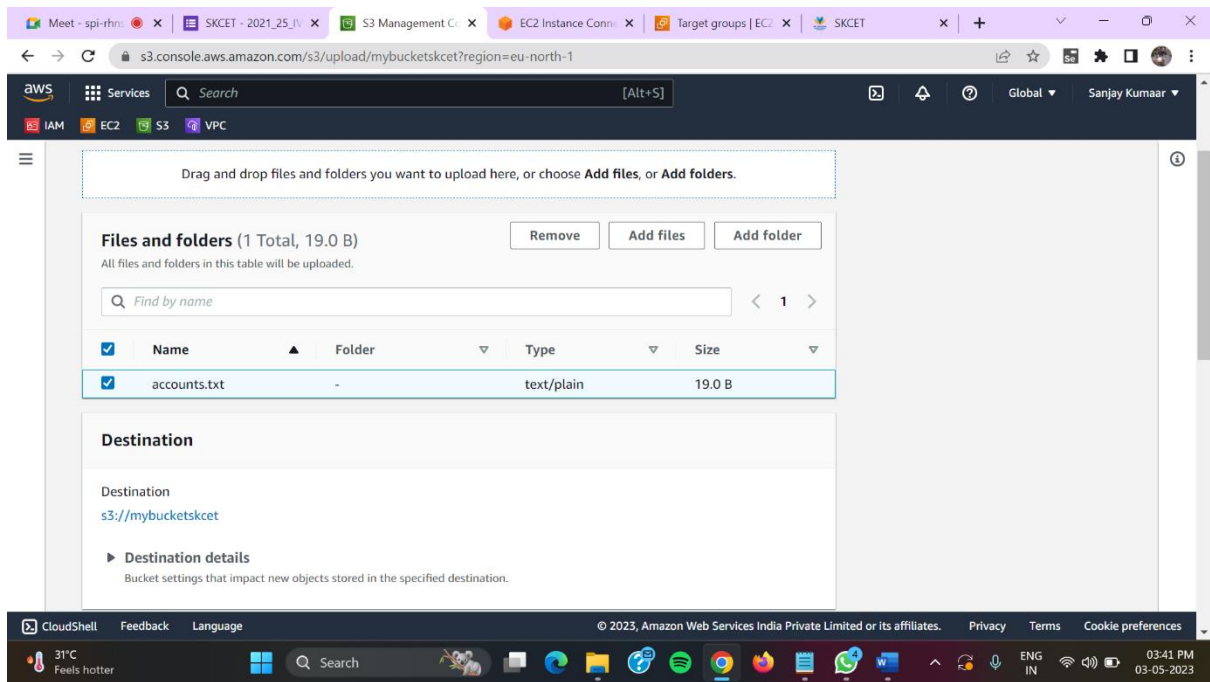 Meet - spi-rhn
SKCET - 2021_25_IV
S3 Management Co
EC2 Instance Conne
Target groups | EC2
SKCET
s3.console.aws.amazon.com/s3/upload/mybucketskcet?region=eu-north-1
aws
Services
Search
[Alt+S]
Global
Sanjay Kumaar
IAM
EC2
S3
VPC
Drag and drop files and folders you want to upload here, or choose Add files, or Add folders.
Files and folders (1 Total, 19.0 B)
Remove
Add files
Add folder
All files and folders in this table will be uploaded.
Find by name
1
Name Folder Type Size
accounts.txt - text/plain 19.0 B
Destination
Destination
s3://mybucketskcet
Destination details
Bucket settings that impact new objects stored in the specified destination.
CloudShell
Feedback
Language
© 2023, Amazon Web Services India Private Limited or its affiliates.
Privacy
Terms
Cookie preferences
31°C
Feels hotter
Search
4
ENG
IN
03:41 PM
03-05-2023